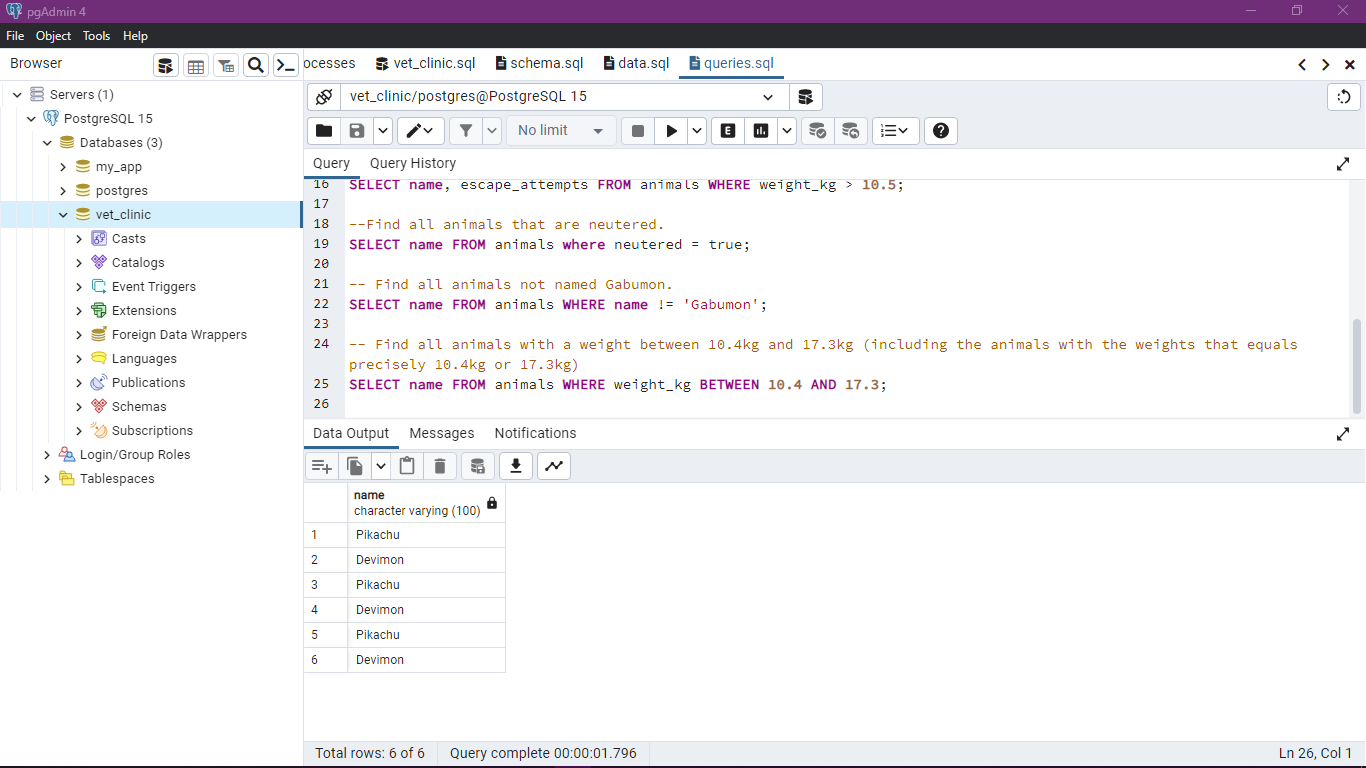 pgAdmin 4
File Object Tools Help
Browser
ocesses vet_clinic.sql schema.sql data.sql queries.sql
Servers (1)
PostgreSQL 15
Databases (3)
my_app
postgres
vet_clinic
Casts
Catalogs
Event Triggers
Extensions
Foreign Data Wrappers
Languages
Publications
Schemas
Subscriptions
Login/Group Roles
Tablespaces
vet_clinic/postgres@PostgreSQL 15
No limit E
Query Query History
16 SELECT name, escape_attempts FROM animals WHERE weight_kg > 10.5;
17
18 --Find all animals that are neutered.
19 SELECT name FROM animals where neutered = true;
20
21 -- Find all animals not named Gabumon.
22 SELECT name FROM animals WHERE name != 'Gabumon';
23
24 -- Find all animals with a weight between 10.4kg and 17.3kg (including the animals with the weights that equals
precisely 10.4kg or 17.3kg)
25 SELECT name FROM animals WHERE weight_kg BETWEEN 10.4 AND 17.3;
26
Data Output Messages Notifications
name
character varying (100)
1 Pikachu
2 Devimon
3 Pikachu
4 Devimon
5 Pikachu
6 Devimon
Total rows: 6 of 6 Query complete 00:00:01.796 Ln 26, Col 1